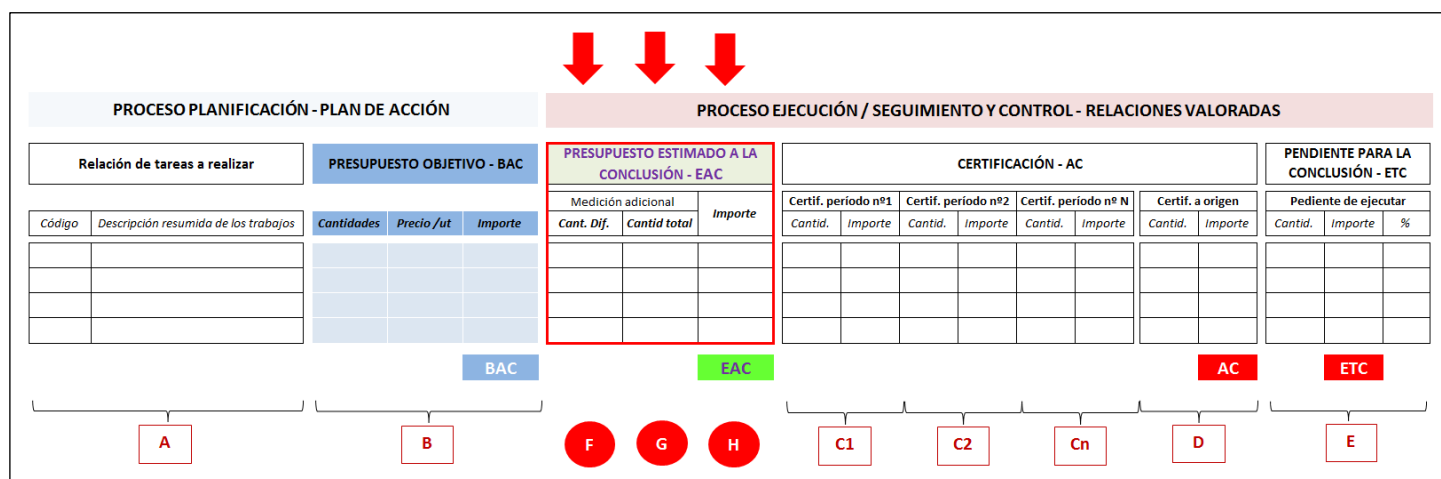 PROCESO PLANIFICACIÓN - PLAN DE ACCIÓN
PROCESO EJECUCIÓN / SEGUIMIENTO Y CONTROL - RELACIONES VALORADAS
Relación de tareas a realizar
PRESUPUESTO OBJETIVO - BAC
PRESUPUESTO ESTIMADO A LA
CONCLUSIÓN - EAC
CERTIFICACIÓN - AC
PENDIENTE PARA LA
CONCLUSIÓN - ETC
Medición adicional
Importe
Certif. período nº1
Certif. período nº2
Certif. período nº N
Certif. a origen
Pediente de ejecutar
Código
Descripción resumida de los trabajos
Cantidades
Precio /ut
Importe
Cant. Dif.
Cantid total
Cantid.
Importe
Cantid.
Importe
Cantid.
Importe
Cantid.
Importe
Cantid.
Importe
%
BAC
EAC
AC
ETC
A
B
F
G
H
C1
C2
Cn
D
E